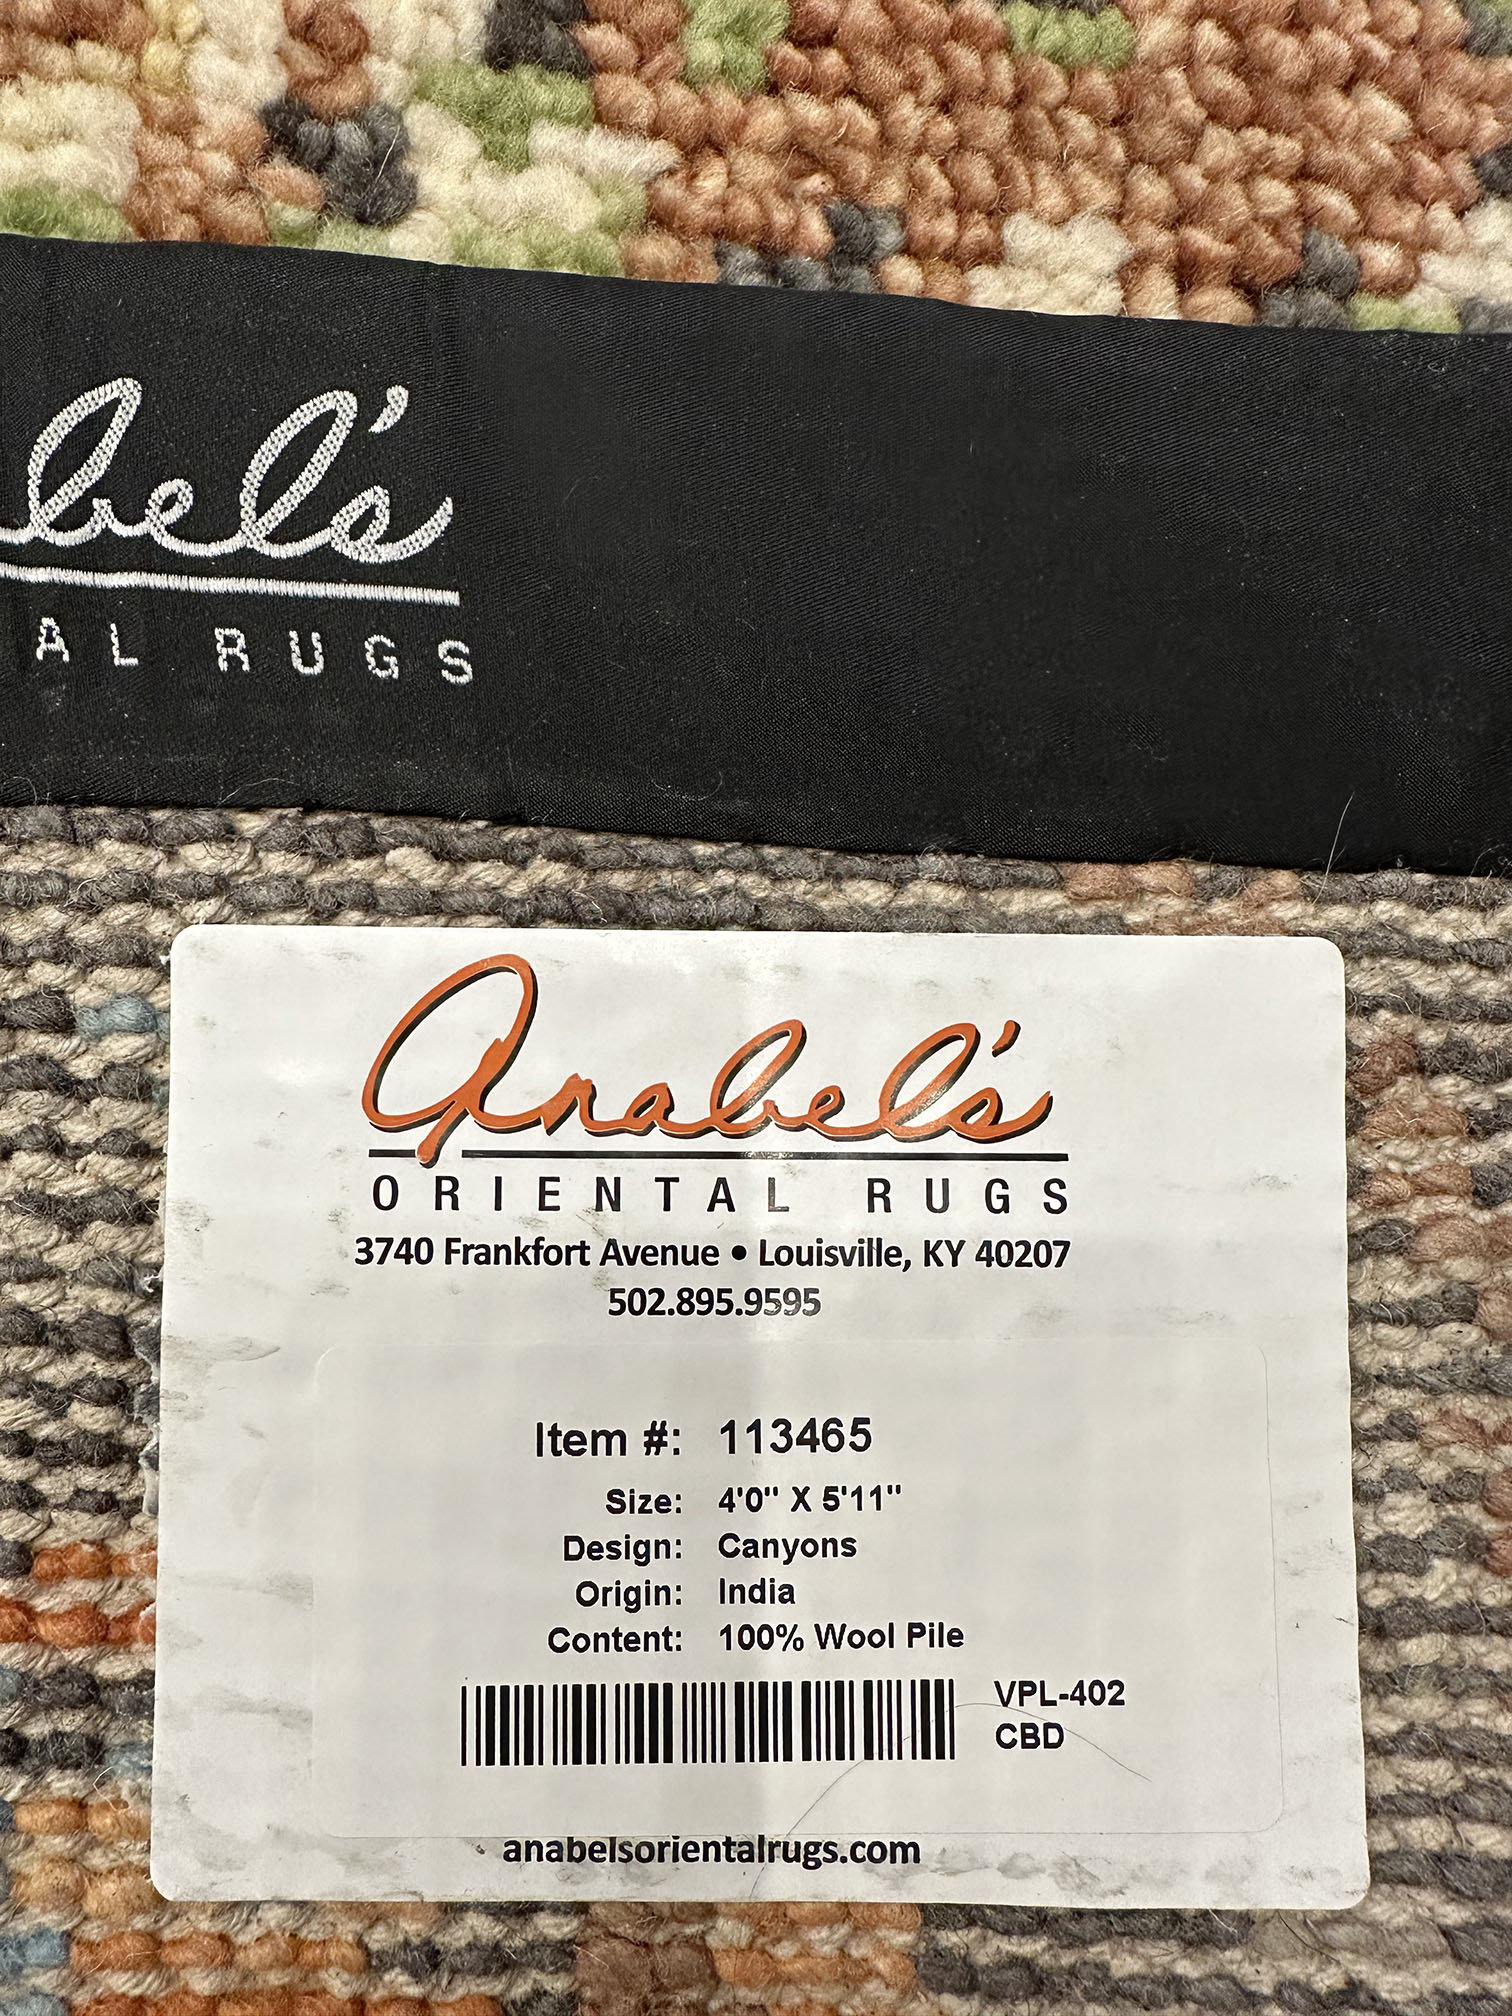 abel's
AL RUGS
Anabel's
ORIENTAL RUGS
3740 Frankfort Avenue • Louisville, KY 40207
502.895.9595
Item #: 113465
Size: 4'0" X 5'11"
Design: Canyons
Origin: India
Content: 100% Wool Pile
VPL-402
CBD
anabelsorientalrugs.com